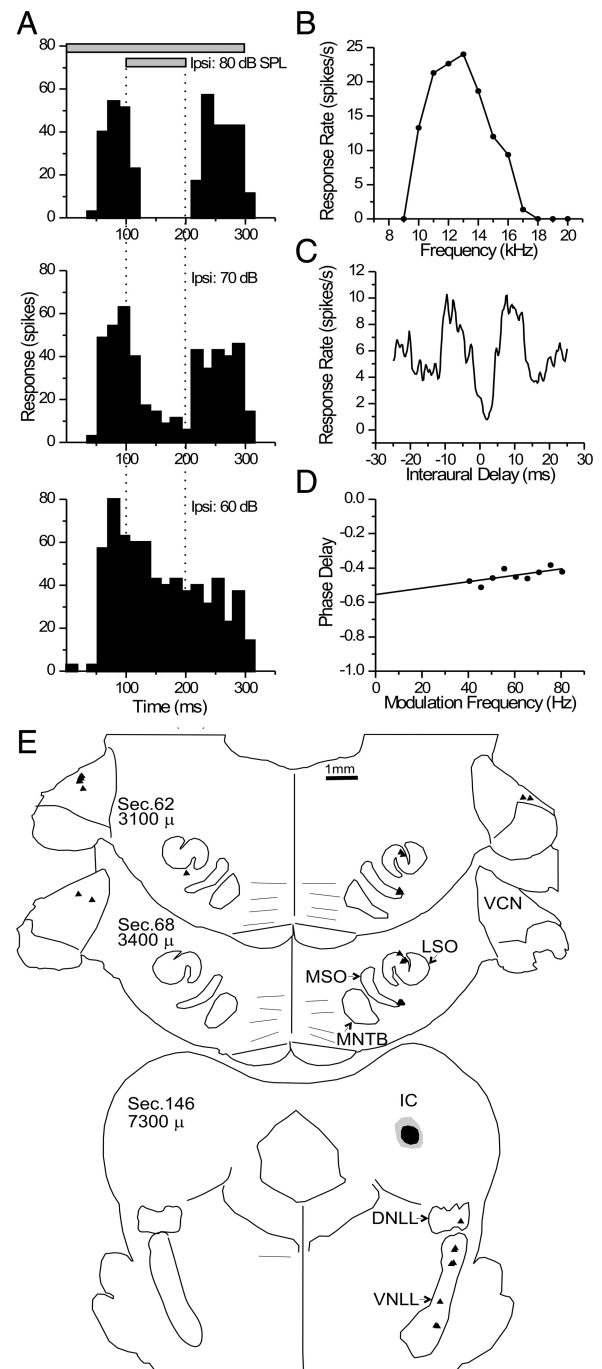 A
B
80
60
40
20
0
Ipsi: 80 dB SPL
100
200
300
25
20
15
10
5
0
Response Rate (spikes/s)
8
10
12
14
16
18
20
Frequency (kHz)
80
60
40
20
0
Ipsi: 70 dB
Response (spikes)
100
200
300
C
12
10
8
6
4
2
0
Response Rate (spikes/s)
-30
-20
-10
0
10
20
30
Interaural Delay (ms)
80
60
40
20
0
Ipsi: 60 dB
100
200
300
Time (ms)
D
0.0
-0.2
-0.4
-0.6
-0.8
-1.0
Phase Delay
0
20
40
60
80
Modulation Frequency (Hz)
E
1mm
Sec.62
3100 μ
VCN
Sec.68
3400 μ
LSO
MSO
MNTB
Sec.146
7300 μ
IC
DNLL
VNLL